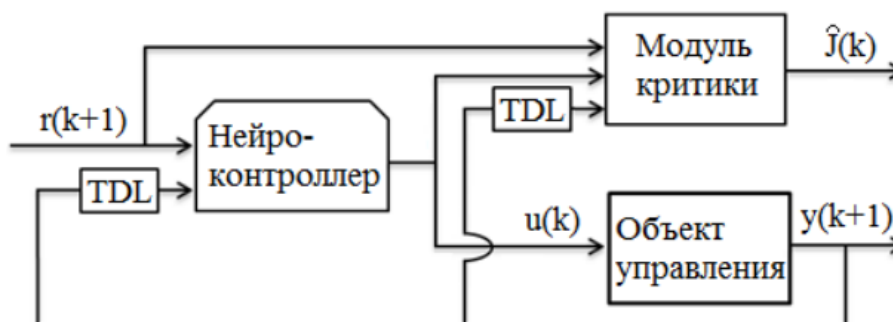 r(k+1)
TDL
Нейро-
контроллер
TDL
Модуль
критики
Ĵ(k)
u(k)
Объект
управления
y(k+1)